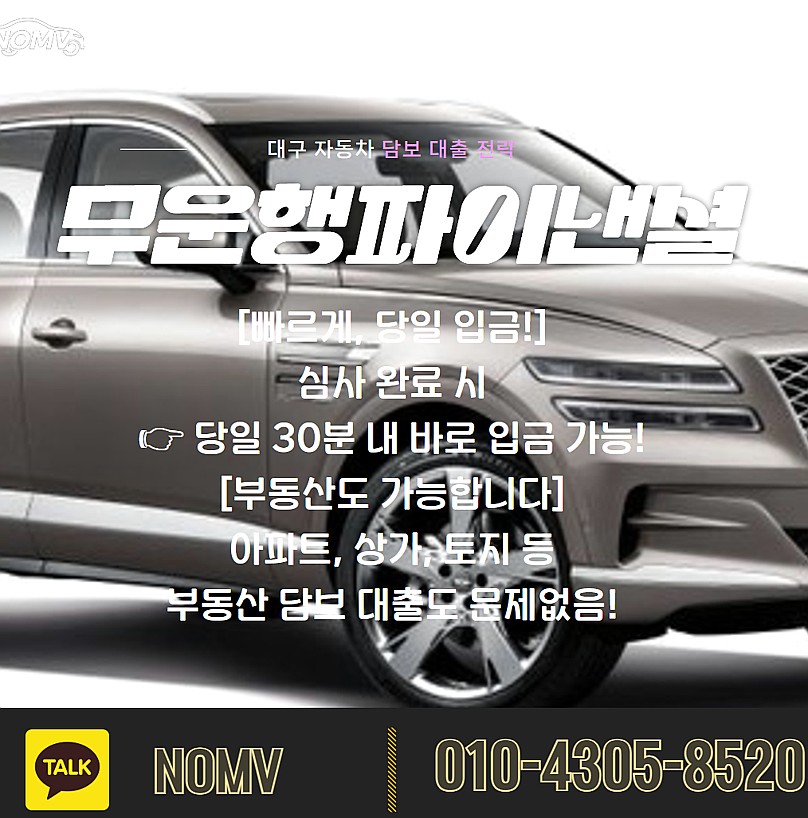 NOMV
대구 자동차 담보 대출 전략
무운행파이낸셜
[빠르게, 당일 입금!]
심사 완료 시
👉 당일 30분 내 바로 입금 가능!
[부동산도 가능합니다]
아파트, 상가, 토지 등
부동산 담보 대출도 문제없음!
TALK
NOMV
010-4305-8520